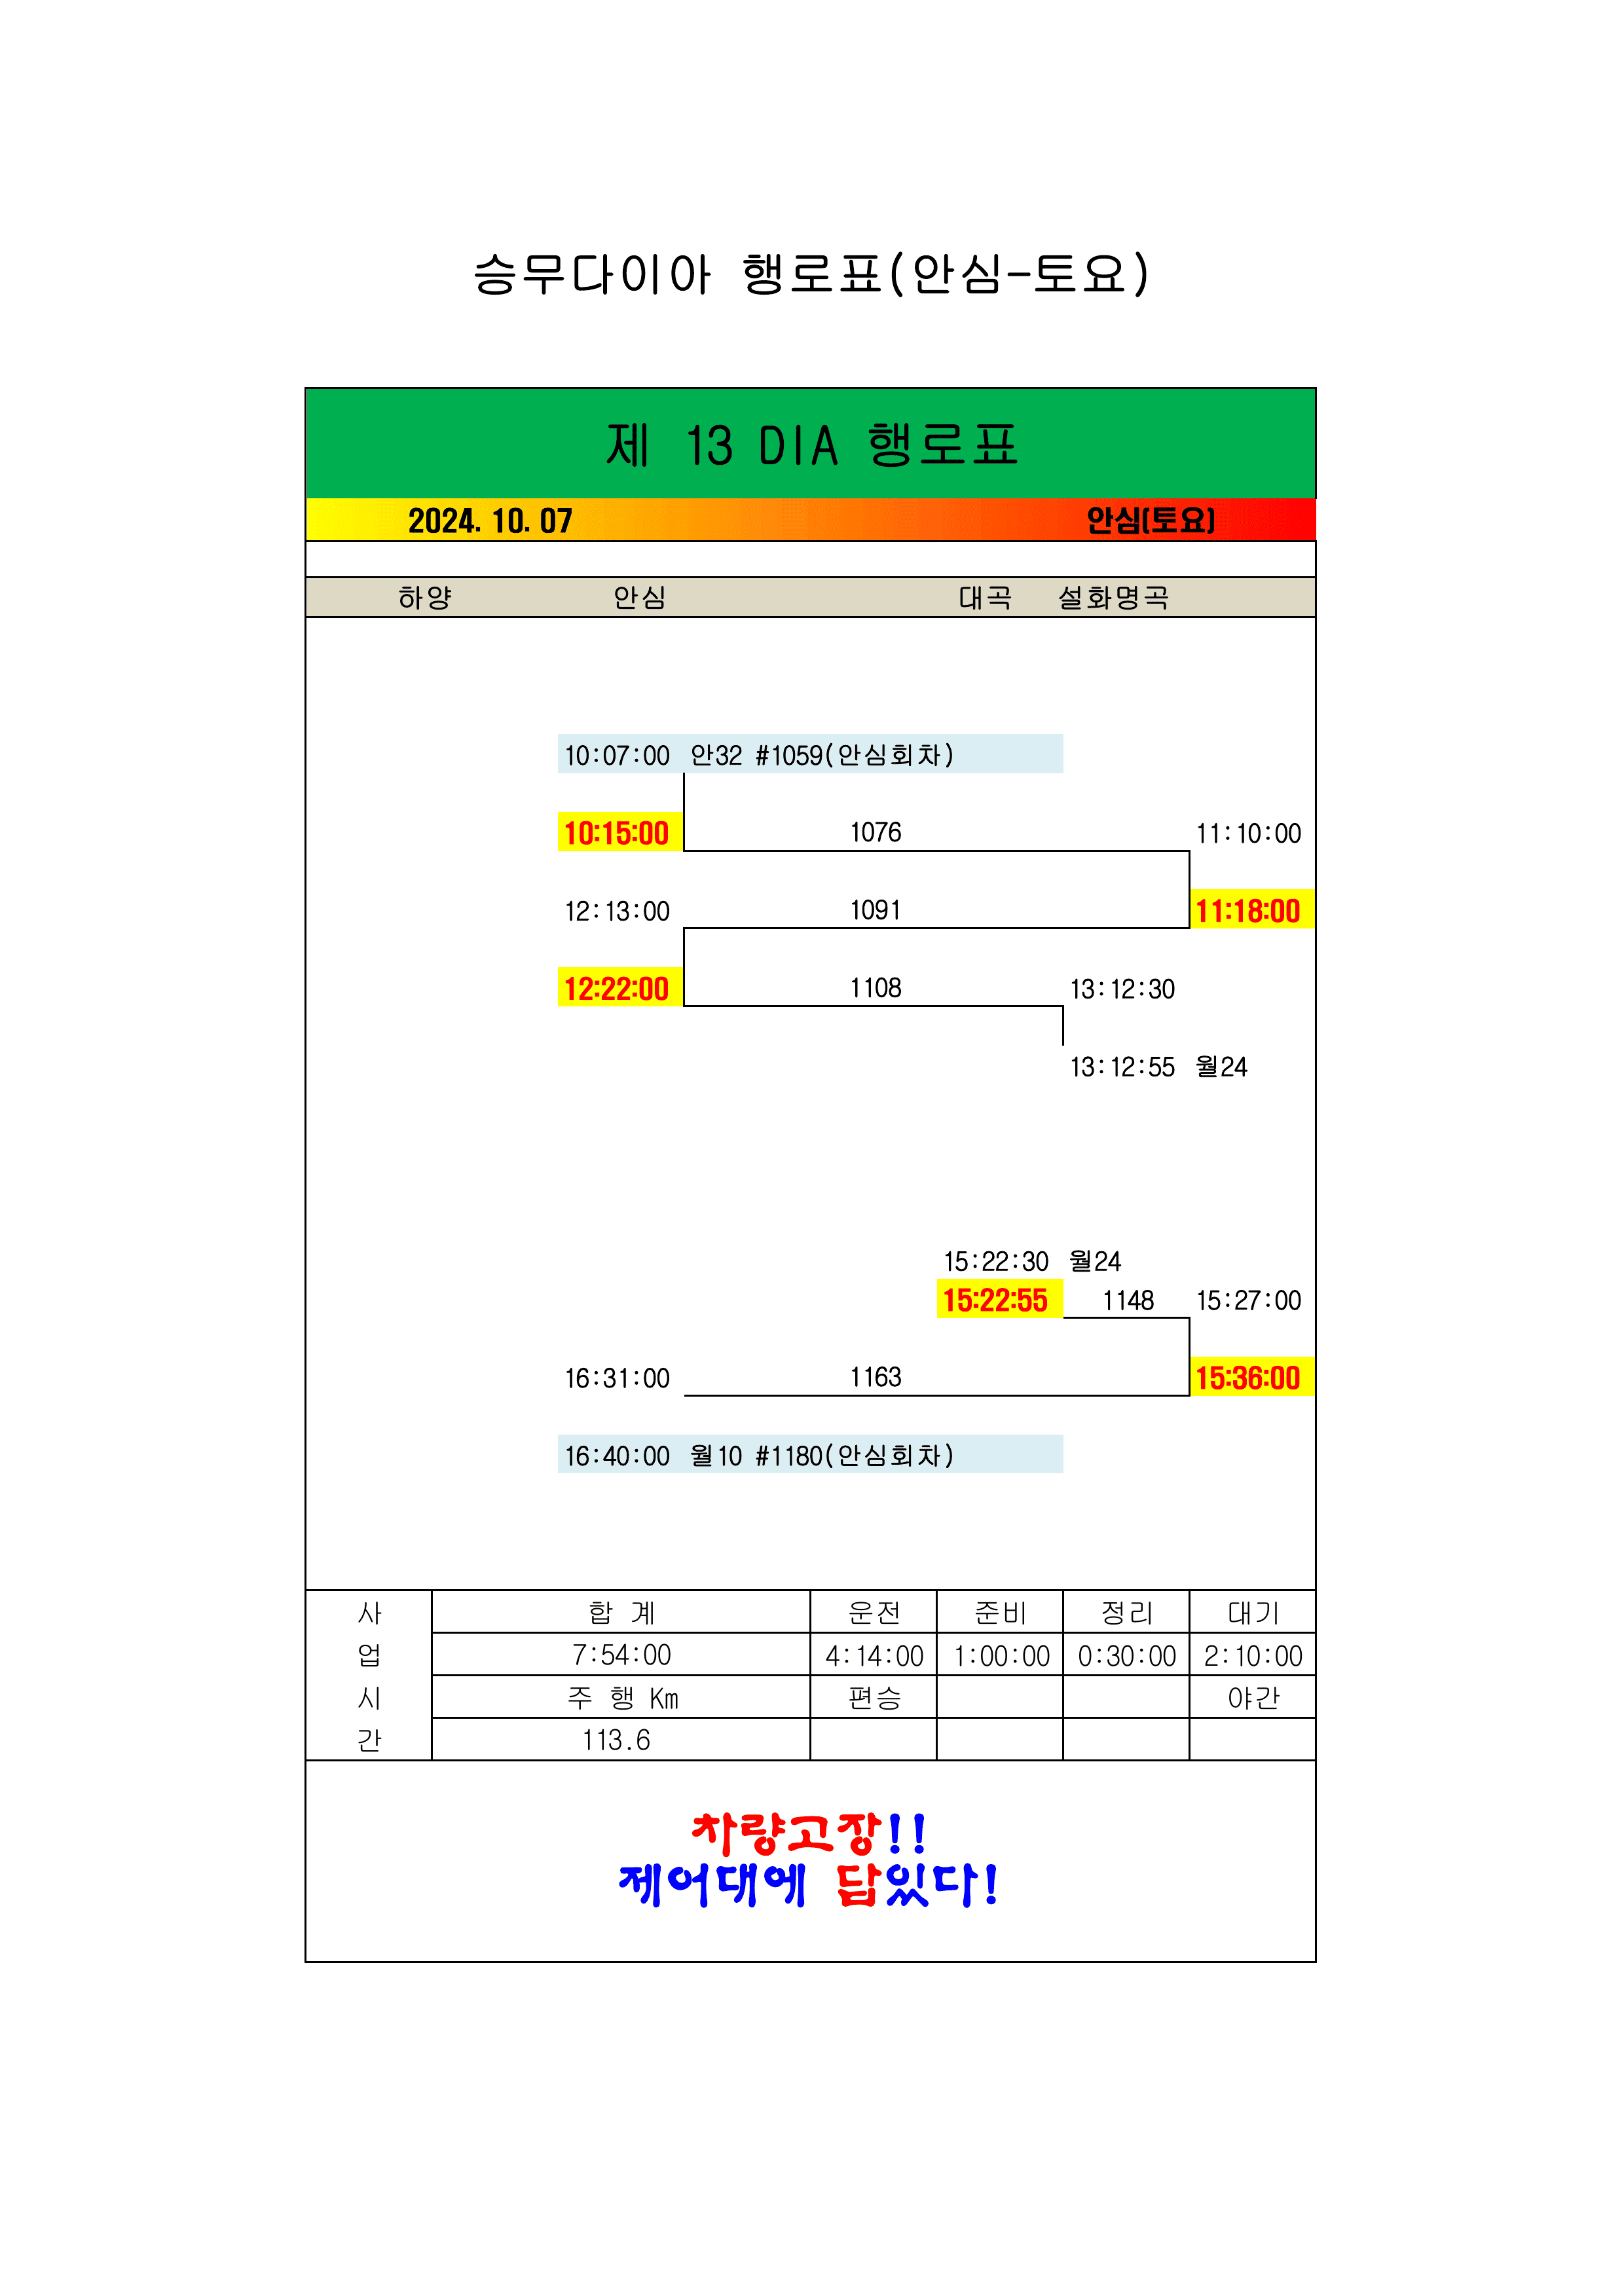 승무다이아 행로표(안심-토요)
제 13 DIA 행로표
2024. 10. 07 안심(토요)
하양 안심 대곡 설화명곡
10:07:00 안32 #1059(안심회차)
10:15:00 1076 11:10:00
12:13:00 1091 11:18:00
12:22:00 1108 13:12:30
13:12:55 월24
15:22:30 월24
15:22:55 1148 15:27:00
16:31:00 1163 15:36:00
16:40:00 월10 #1180(안심회차)
사 합 계 운전 준비 정리 대기
업 7:54:00 4:14:00 1:00:00 0:30:00 2:10:00
시 주 행 Km 편승 야간
간 113.6
차량고장!!
제어대에 답있다!